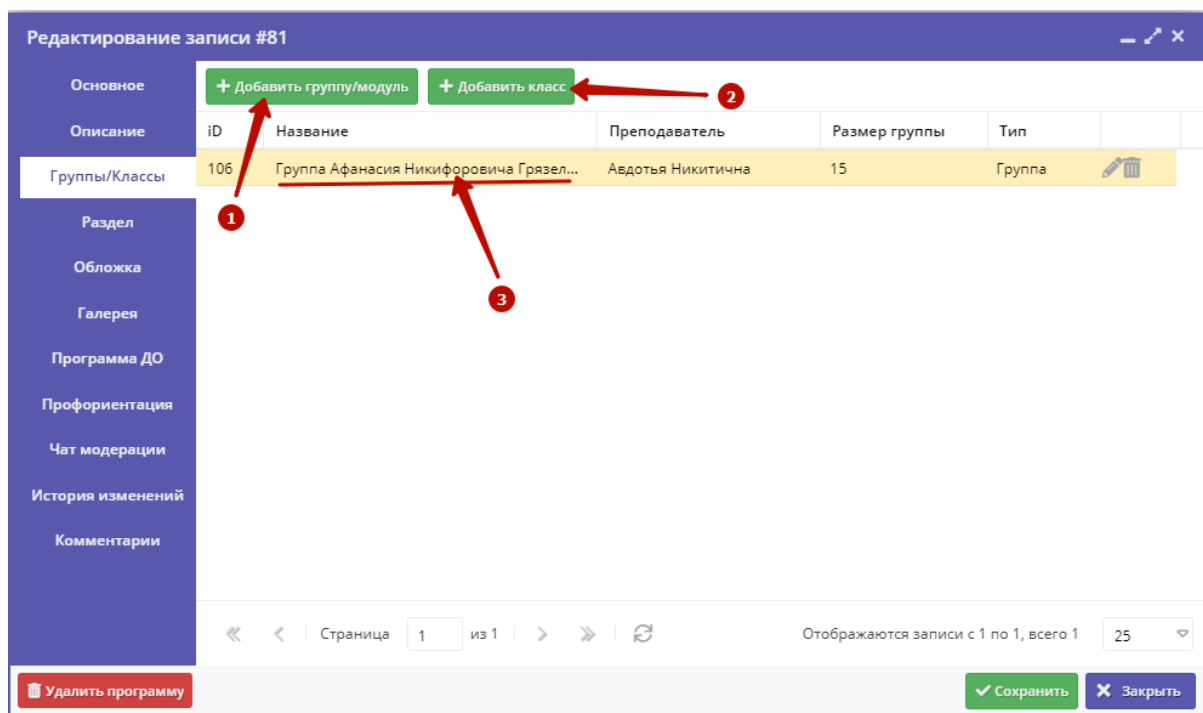 Редактирование записи #81
Основное
Добавить группу/модуль
Добавить класс
2
Описание
iD
Название
Преподаватель
Размер группы
Тип
Группы/Классы
106
Группа Афанасия Никифоровича Грязел...
Авдотья Никитична
15
Группа
1
Раздел
Обложка
3
Галерея
Программа ДО
Профориентация
Чат модерации
История изменений
Комментарии
Страница 1 из 1
Отображаются записи с 1 по 1, всего 1
25
Удалить программу
Сохранить
Закрыть